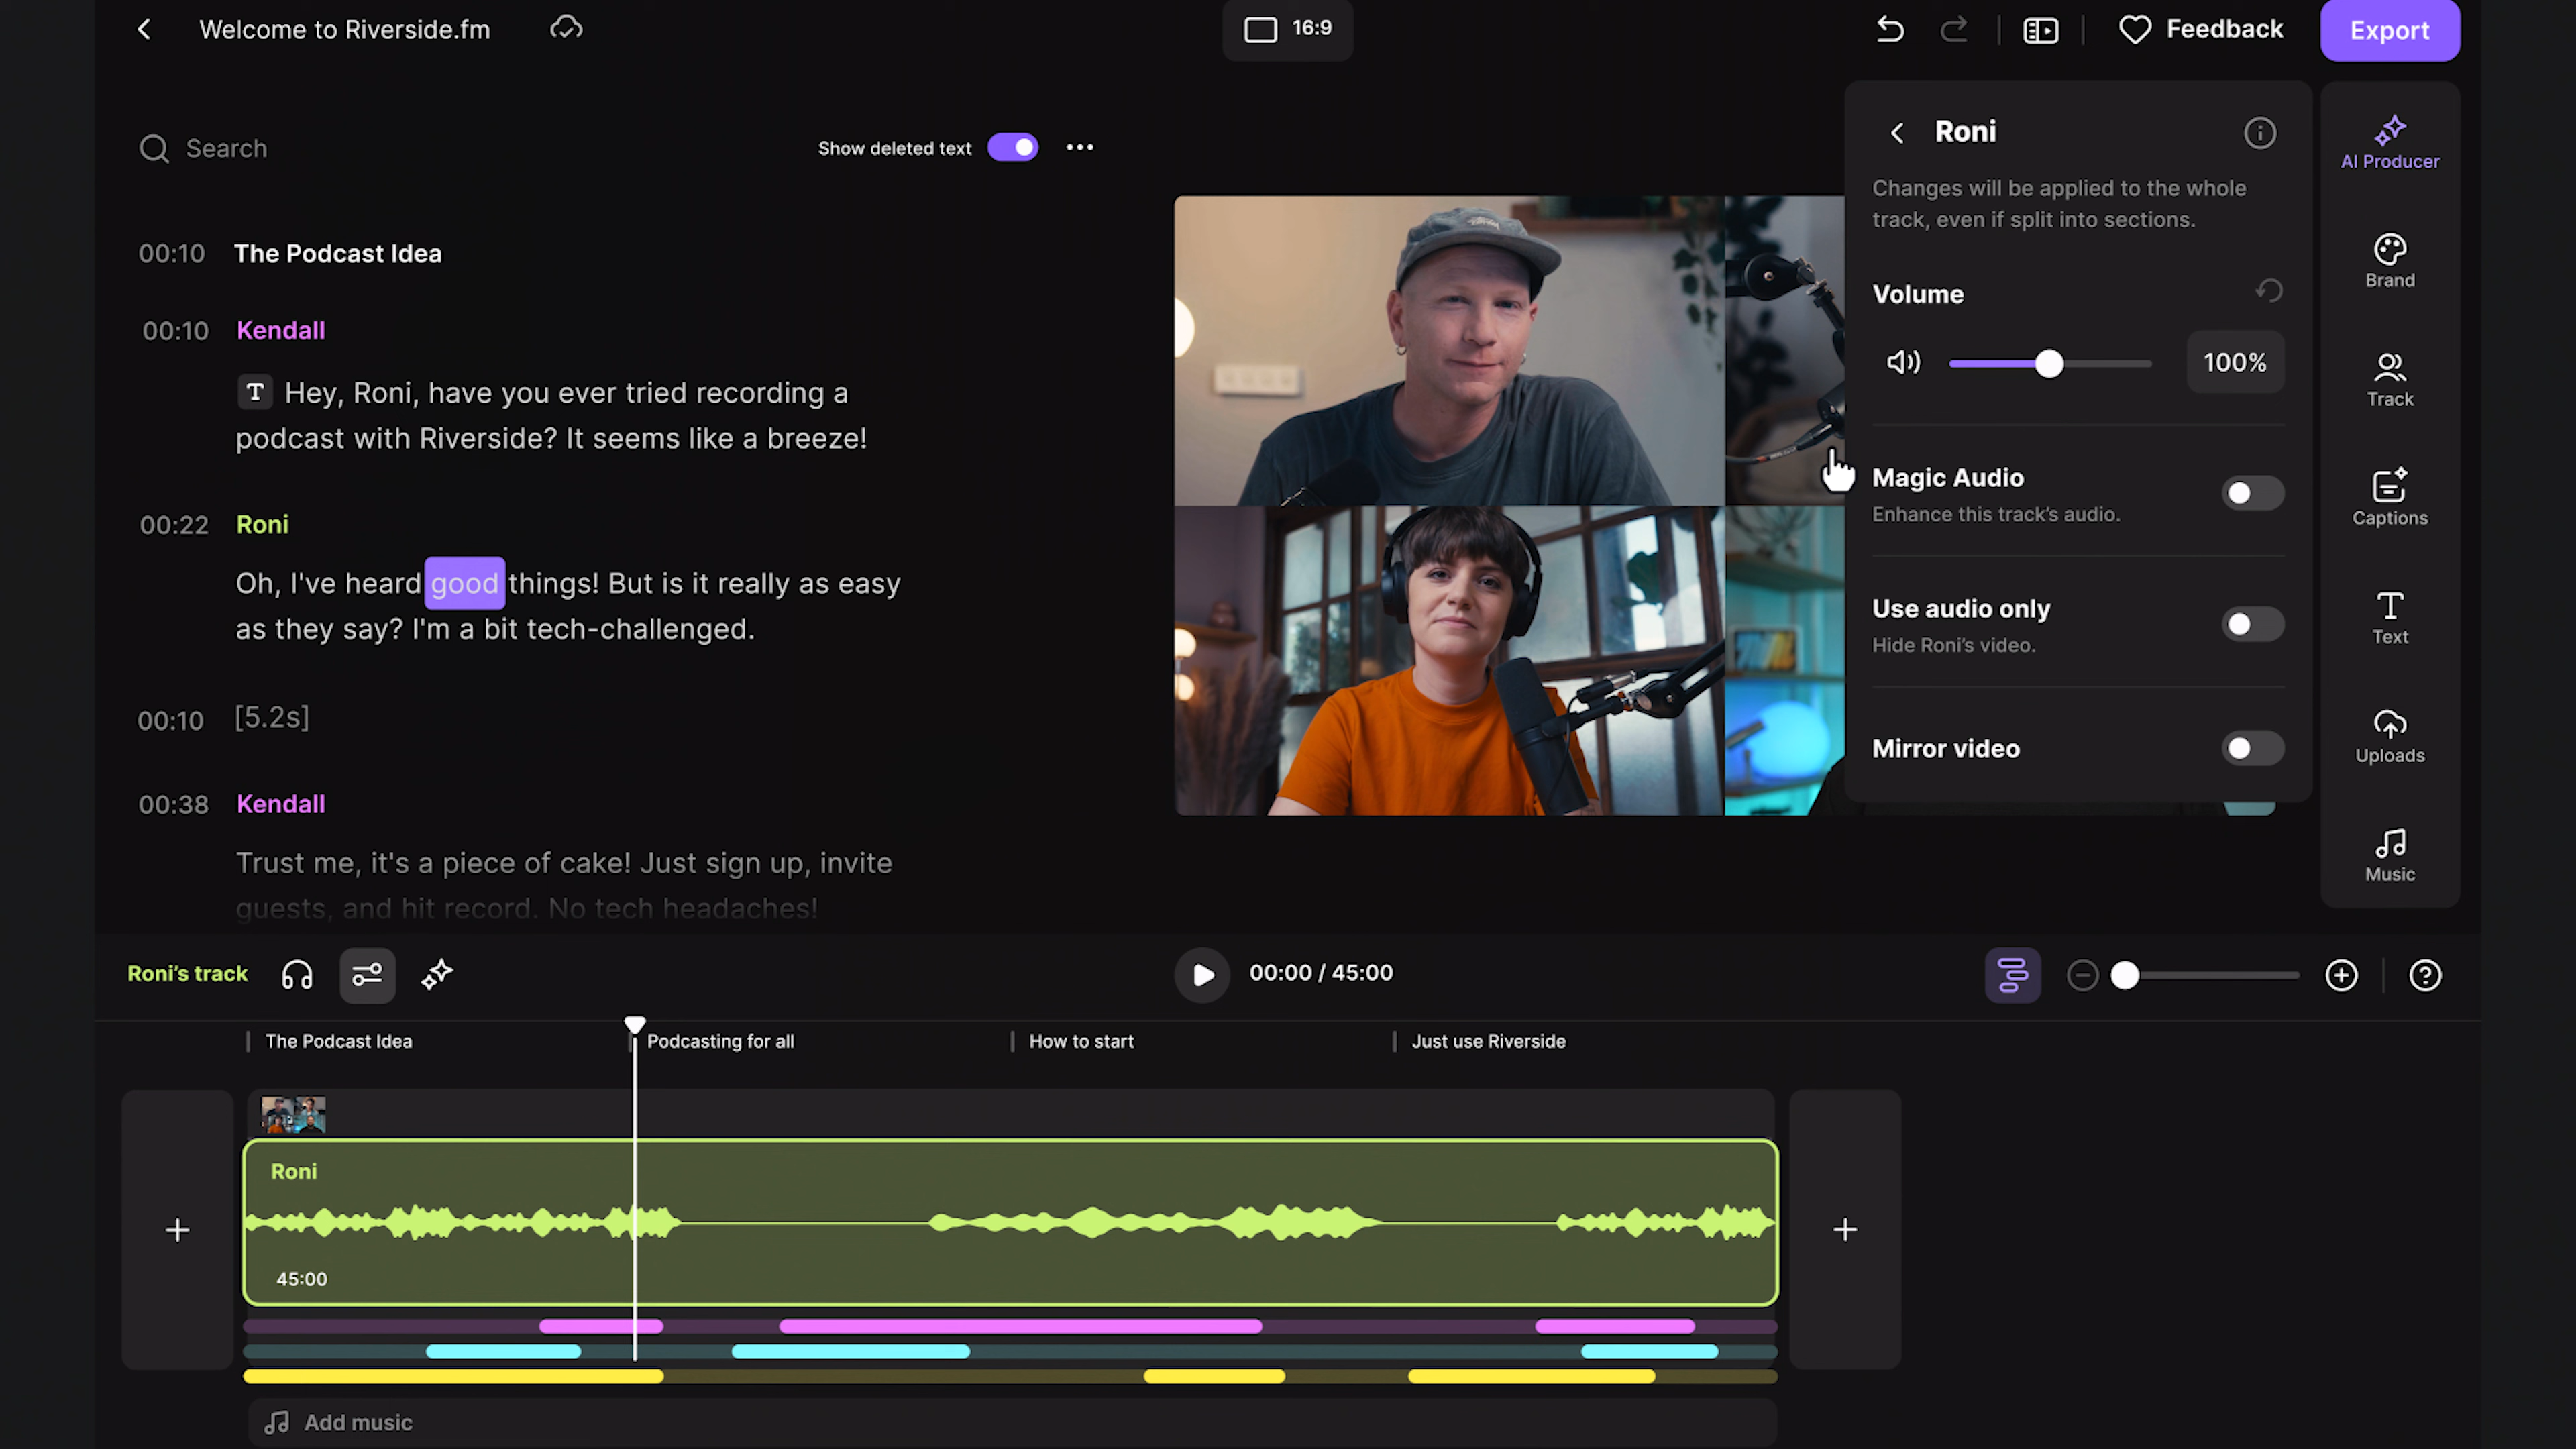 Welcome to Riverside.fm
16:9
Feedback
Export
Search
Show deleted text
00:10 The Podcast Idea
00:10 Kendall
T Hey, Roni, have you ever tried recording a
podcast with Riverside? It seems like a breeze!
00:22 Roni
Oh, I've heard good things! But is it really as easy
as they say? I'm a bit tech-challenged.
00:10 [5.2s]
00:38 Kendall
Trust me, it's a piece of cake! Just sign up, invite
guests, and hit record. No tech headaches!
Roni
Changes will be applied to the whole
track, even if split into sections.
Volume
100%
Magic Audio
Enhance this track's audio.
Use audio only
Hide Roni's video.
Mirror video
AI Producer
Brand
Track
Captions
Text
Uploads
Music
Roni's track
00:00 / 45:00
The Podcast Idea
Podcasting for all
How to start
Just use Riverside
Roni
45:00
Add music